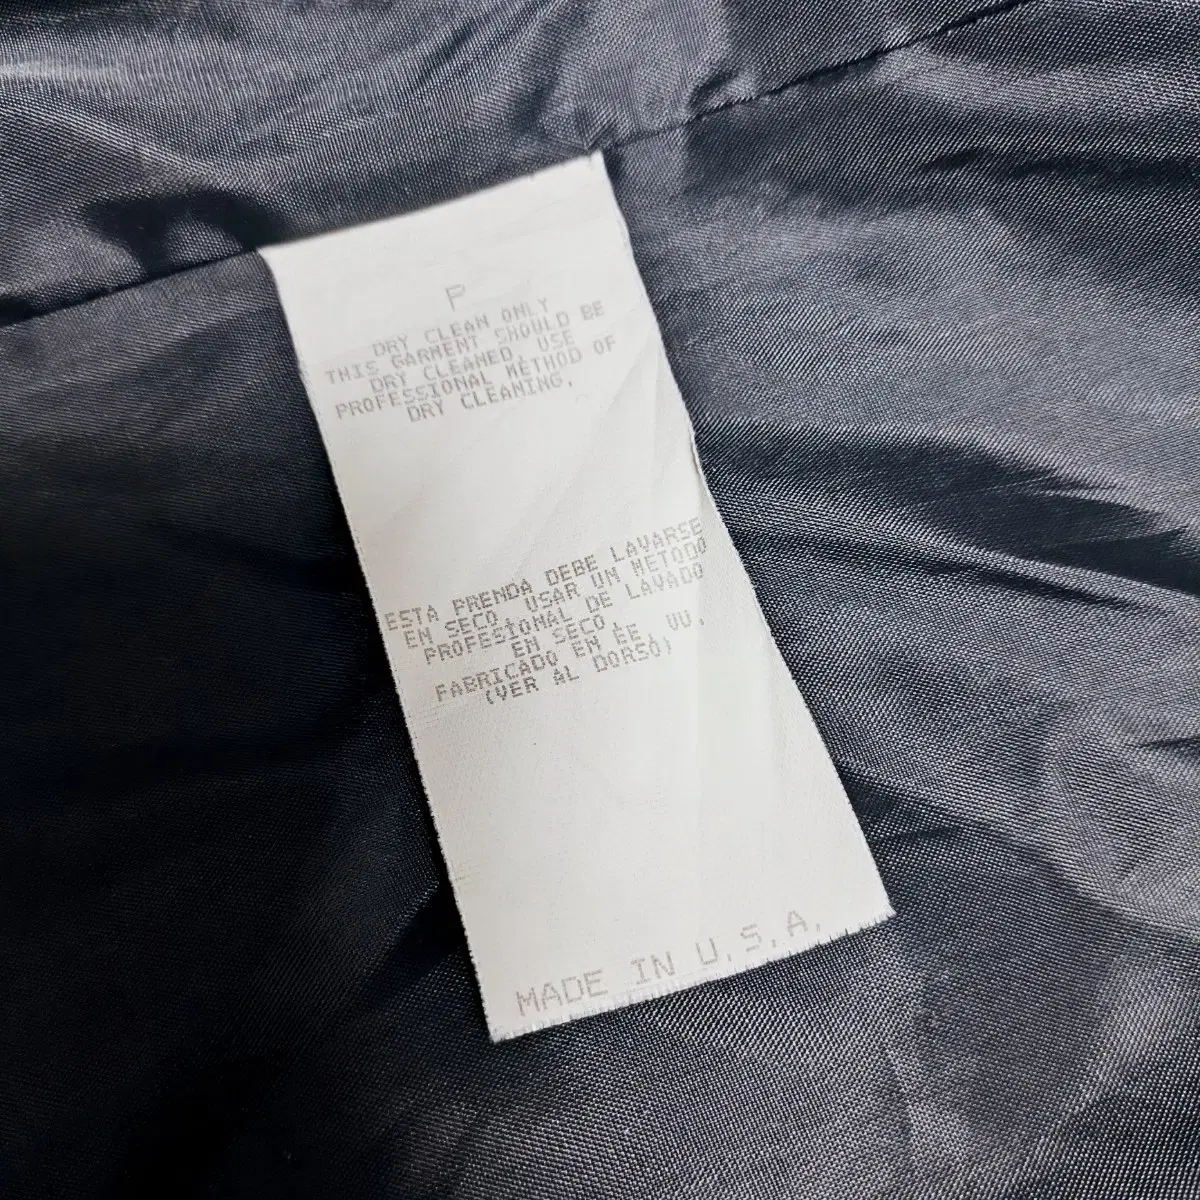 P
DRY CLEAN ONLY
THIS GARMENT SHOULD BE
DRY CLEANED. USE
PROFESSIONAL METHOD OF
DRY CLEANING.
ESTA PRENDA DEBE LAVARSE
EN SECO. USAR UN METODO
PROFESIONAL DE LAVADO
EN SECO.
FABRICADO EN EE. UU.
(VER AL DORSO)
MADE IN U.S.A.